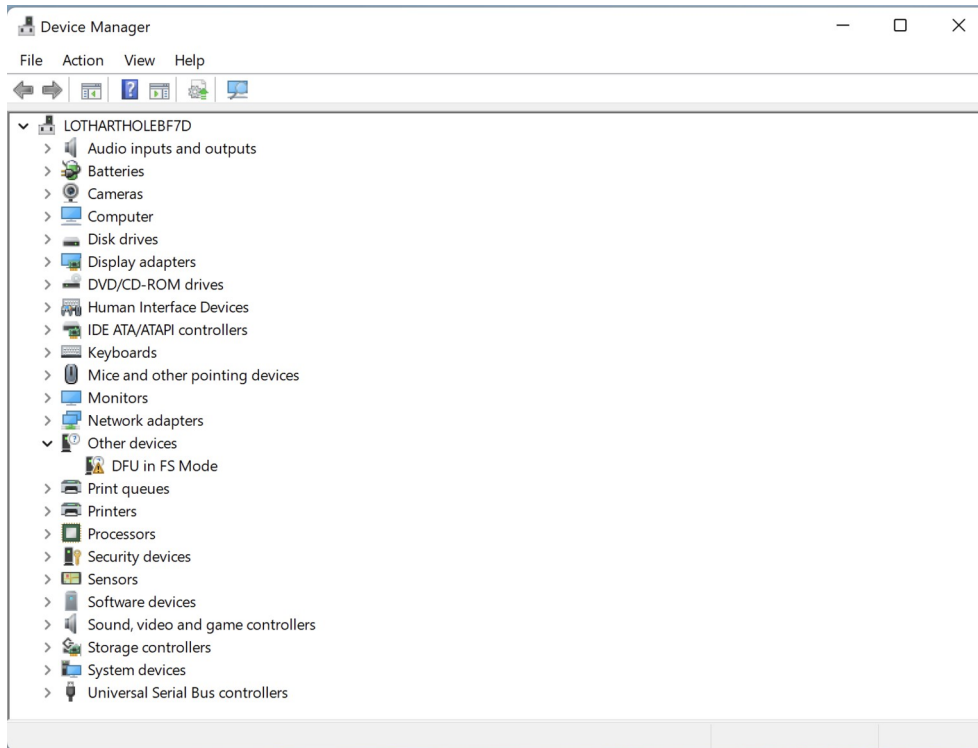 Device Manager
File Action View Help
LOTHARTHOLEBF7D
Audio inputs and outputs
Batteries
Cameras
Computer
Disk drives
Display adapters
DVD/CD-ROM drives
Human Interface Devices
IDE ATA/ATAPI controllers
Keyboards
Mice and other pointing devices
Monitors
Network adapters
Other devices
DFU in FS Mode
Print queues
Printers
Processors
Security devices
Sensors
Software devices
Sound, video and game controllers
Storage controllers
System devices
Universal Serial Bus controllers